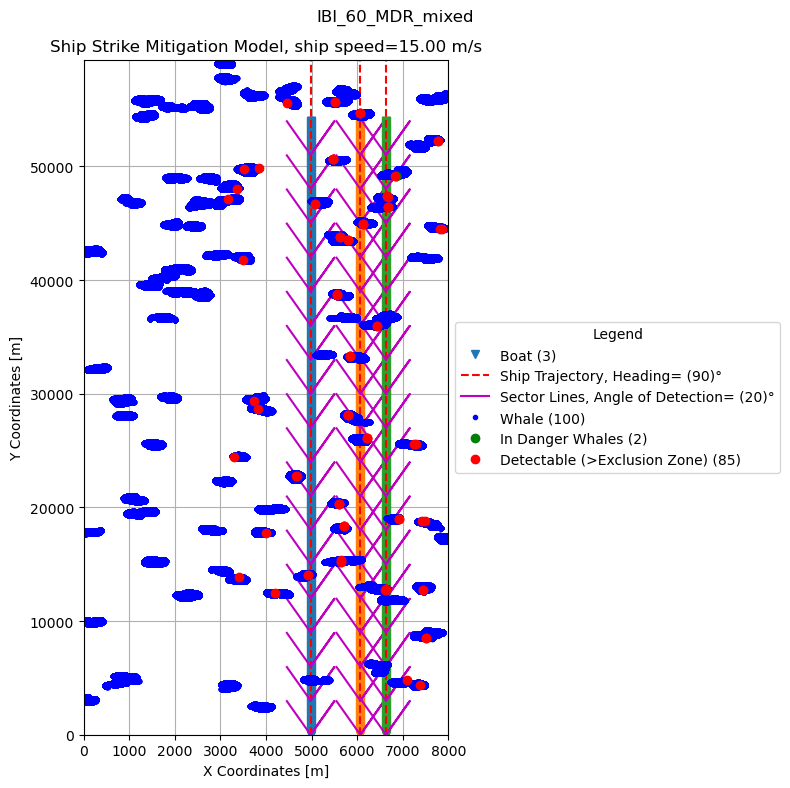 IBI_60_MDR_mixed
Ship Strike Mitigation Model, ship speed=15.00 m/s
Y Coordinates [m]
50000
40000
30000
20000
10000
0
0 1000 2000 3000 4000 5000 6000 7000 8000
X Coordinates [m]
Legend
Boat (3)
Ship Trajectory, Heading= (90)°
Sector Lines, Angle of Detection= (20)°
Whale (100)
In Danger Whales (2)
Detectable (>Exclusion Zone) (85)